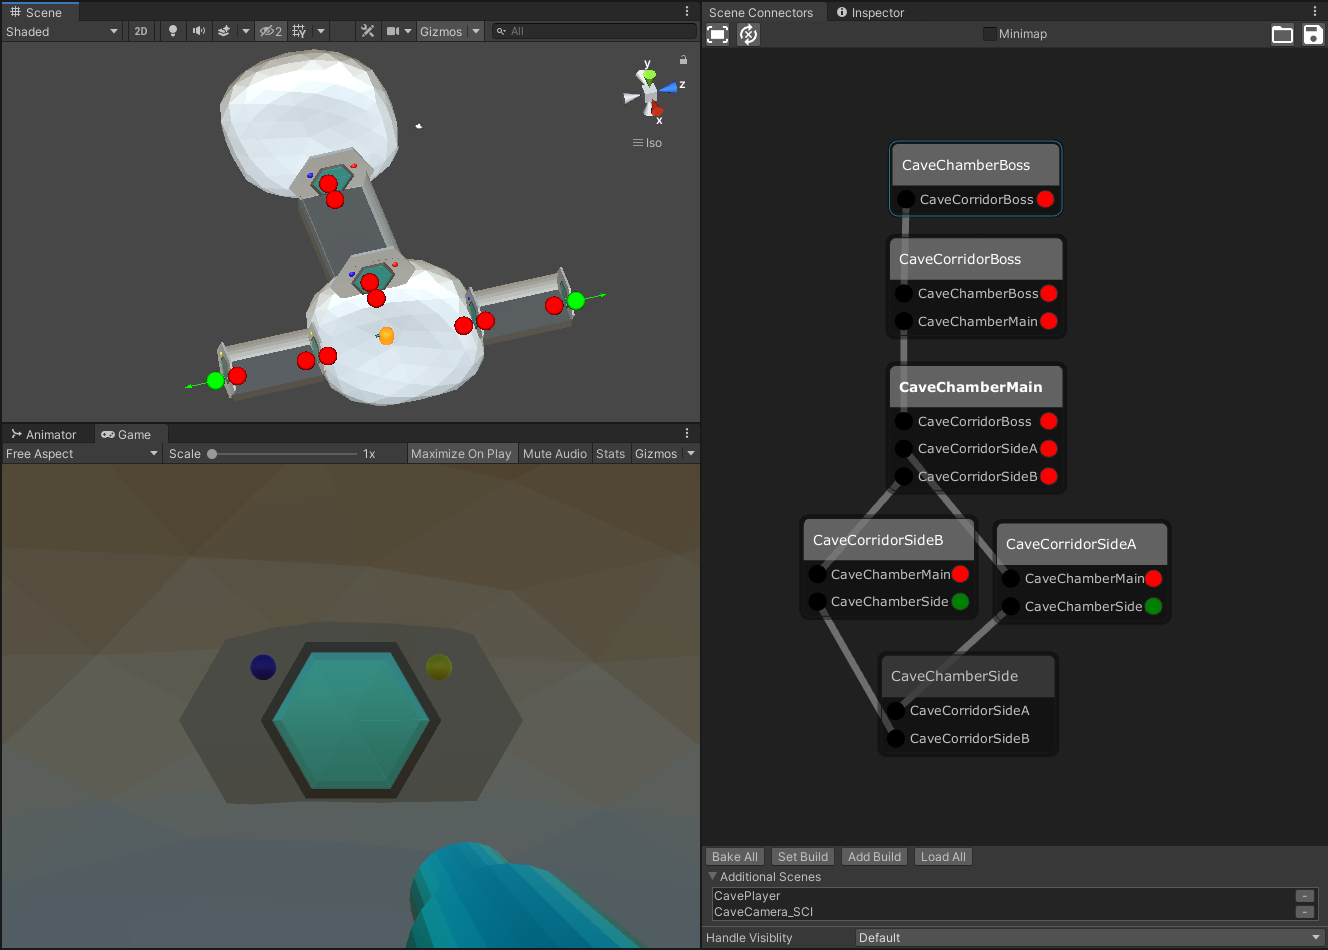 Scene
Shaded
2D
2
Gizmos
All
y
z
x
Iso
Animator
Game
Free Aspect
Scale
1x
Maximize On Play
Mute Audio
Stats
Gizmos
Scene Connectors
Inspector
Minimap
CaveChamberBoss
CaveCorridorBoss
CaveCorridorBoss
CaveChamberBoss
CaveChamberMain
CaveChamberMain
CaveCorridorBoss
CaveCorridorSideA
CaveCorridorSideB
CaveCorridorSideB
CaveChamberMain
CaveChamberSide
CaveCorridorSideA
CaveChamberMain
CaveChamberSide
CaveChamberSide
CaveCorridorSideA
CaveCorridorSideB
Bake All
Set Build
Add Build
Load All
Additional Scenes
CavePlayer
-
CaveCamera_SCI
-
Handle Visiblity
Default